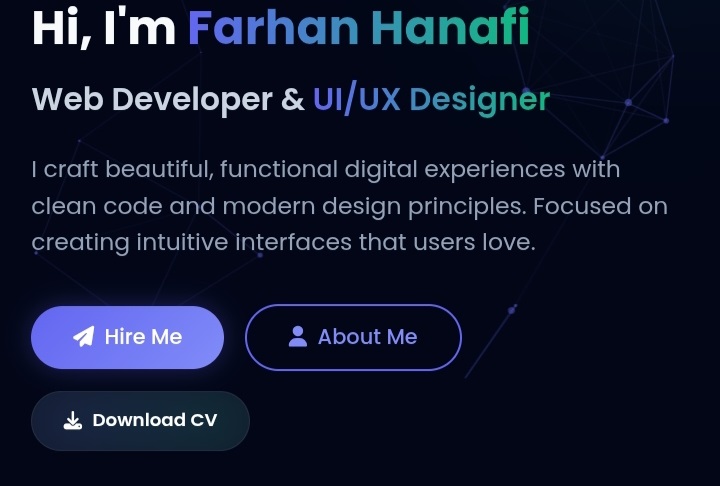 Hi, I'm Farhan Hanafi
Web Developer & UI/UX Designer
I craft beautiful, functional digital experiences with
clean code and modern design principles. Focused on
creating intuitive interfaces that users love.
Hire Me
About Me
Download CV